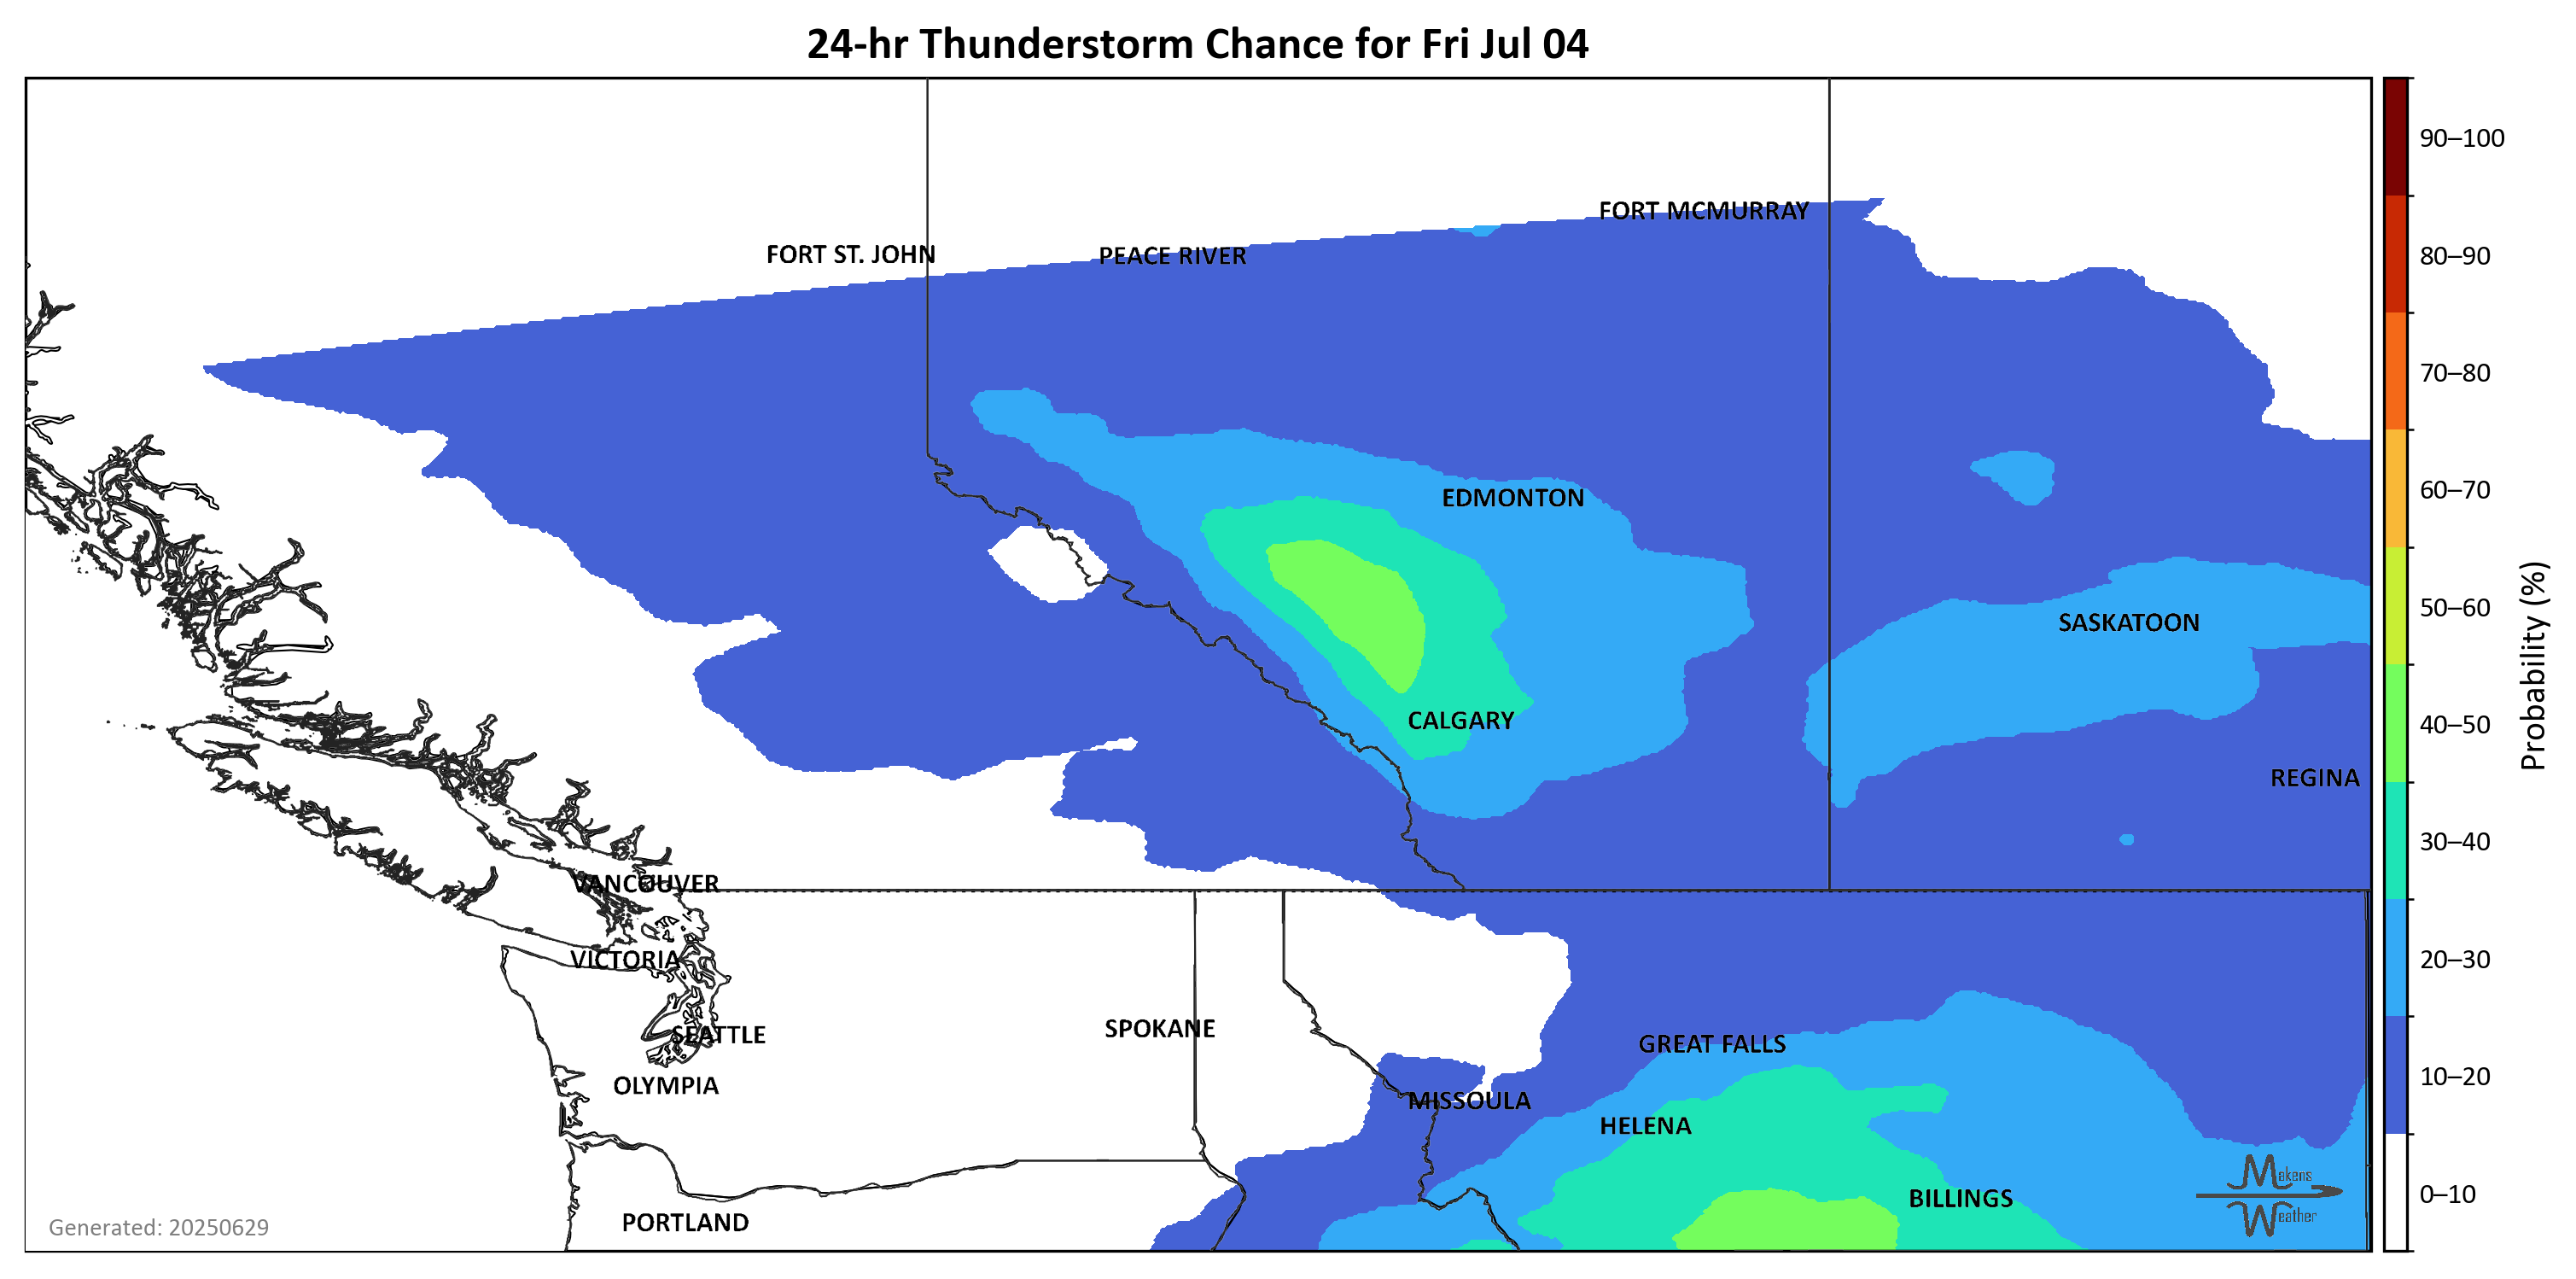 24-hr Thunderstorm Chance for Fri Jul 04
90–100
FORT MCMURRAY
FORT ST. JOHN
PEACE RIVER
80–90
70–80
EDMONTON
60–70
SASKATOON
50–60
Probability (%)
CALGARY
40–50
REGINA
30–40
VANCOUVER
VICTORIA
20–30
SEATTLE
SPOKANE
GREAT FALLS
OLYMPIA
10–20
MISSOULA
HELENA
Makens
Weather
BILLINGS
0–10
PORTLAND
Generated: 20250629